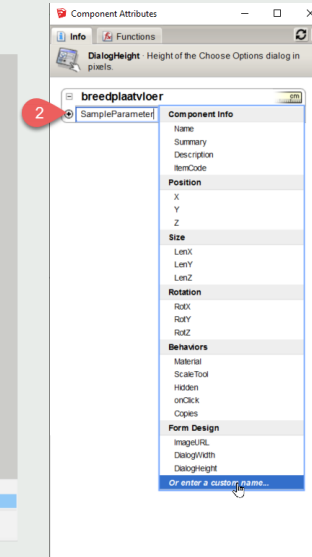 Component Attributes
Info
Functions
DialogHeight · Height of the Choose Options dialog in
pixels.
breedplaatvloer
cm
2
SampleParameter
Component Info
Name
Summary
Description
ItemCode
Position
X
Y
Z
Size
LenX
LenY
LenZ
Rotation
RotX
RotY
RotZ
Behaviors
Material
ScaleTool
Hidden
onClick
Copies
Form Design
ImageURL
DialogWidth
DialogHeight
Or enter a custom name...